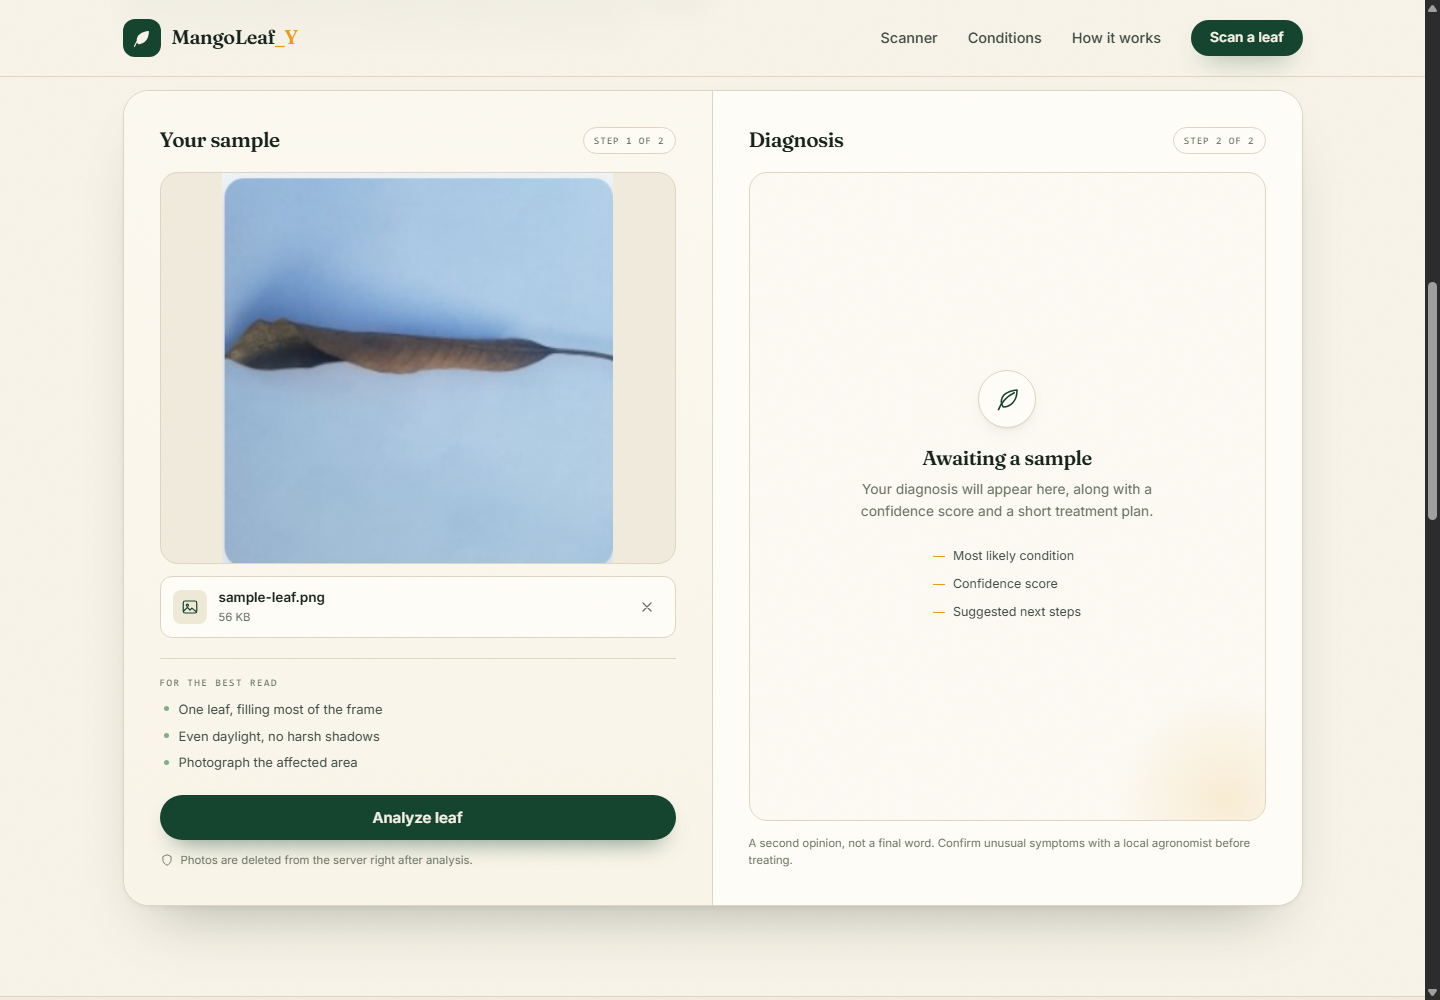 MangoLeaf_Y
Scanner
Conditions
How it works
Scan a leaf
Your sample
STEP 1 OF 2
sample-leaf.png
56 KB
FOR THE BEST READ
One leaf, filling most of the frame
Even daylight, no harsh shadows
Photograph the affected area
Analyze leaf
Photos are deleted from the server right after analysis.
Diagnosis
STEP 2 OF 2
Awaiting a sample
Your diagnosis will appear here, along with a
confidence score and a short treatment plan.
— Most likely condition
— Confidence score
— Suggested next steps
A second opinion, not a final word. Confirm unusual symptoms with a local agronomist before
treating.